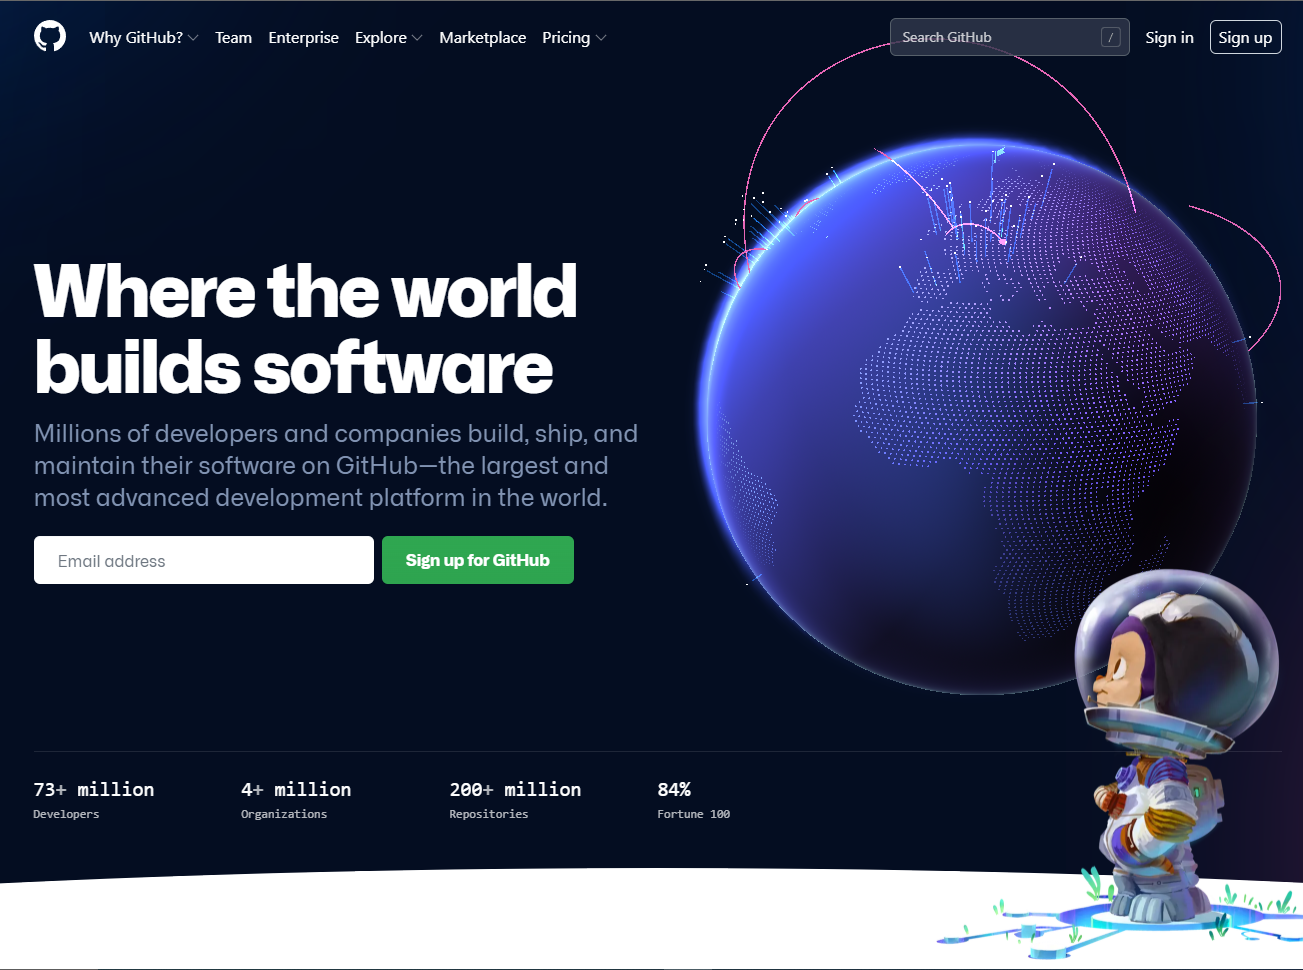 Why GitHub? Team Enterprise Explore Marketplace Pricing Search GitHub / Sign in Sign up
Where the world
builds software
Millions of developers and companies build, ship, and
maintain their software on GitHub—the largest and
most advanced development platform in the world.
Email address Sign up for GitHub
73+ million 4+ million 200+ million 84%
Developers Organizations Repositories Fortune 100